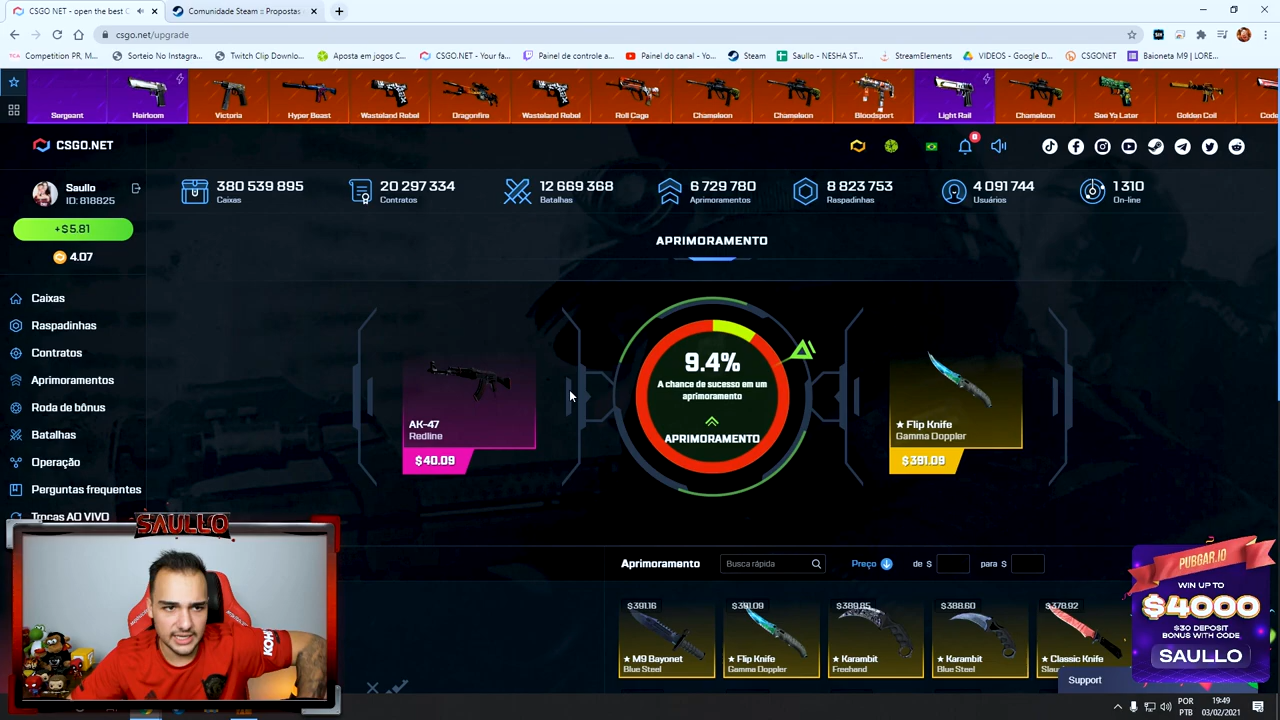 CSGO NET - open the best C
Comunidade Steam :: Propostas
csgo.net/upgrade
Competition PR, M...
Sorteio No Instagra...
Twitch Clip Downlo...
Aposta em jogos C...
CSGO.NET - Your fa...
Painel de controle a...
Painel do canal - Yo...
Steam
Saullo - NESHA ST...
StreamElements
VIDEOS - Google D...
CSGONET
Baioneta M9 | LORE...
Sergeant
Heirloom
Victoria
Hyper Beast
Wasteland Rebel
Dragonfire
Wasteland Rebel
Roll Cage
Chameleon
Chameleon
Bloodsport
Light Rail
Chameleon
See Ya Later
Golden Coil
CSGO.NET
0
Saullo
ID: 818825
+$5.81
4.07
380 539 895
Caixas
20 297 334
Contratos
12 669 368
Batalhas
6 729 780
Aprimoramentos
8 823 753
Raspadinhas
4 091 744
Usuários
1 310
On-line
APRIMORAMENTO
Caixas
Raspadinhas
Contratos
Aprimoramentos
Roda de bônus
Batalhas
Operação
Perguntas frequentes
Trocas AO VIVO
AK-47
Redline
$40.09
9.4%
A chance de sucesso em um
aprimoramento
APRIMORAMENTO
★ Flip Knife
Gamma Doppler
$391.09
Aprimoramento
Busca rápida
Preço
de $
para $
$391.16
★ M9 Bayonet
Blue Steel
$391.09
★ Flip Knife
Gamma Doppler
$389.85
★ Karambit
Freehand
$388.60
★ Karambit
Blue Steel
$378.92
★ Classic Knife
SAULLO
PUBGAR.IO
WIN UP TO
$4000
$30 DEPOSIT
BONUS WITH CODE
SAULLO
Support
POR
PTB
19:49
03/02/2021